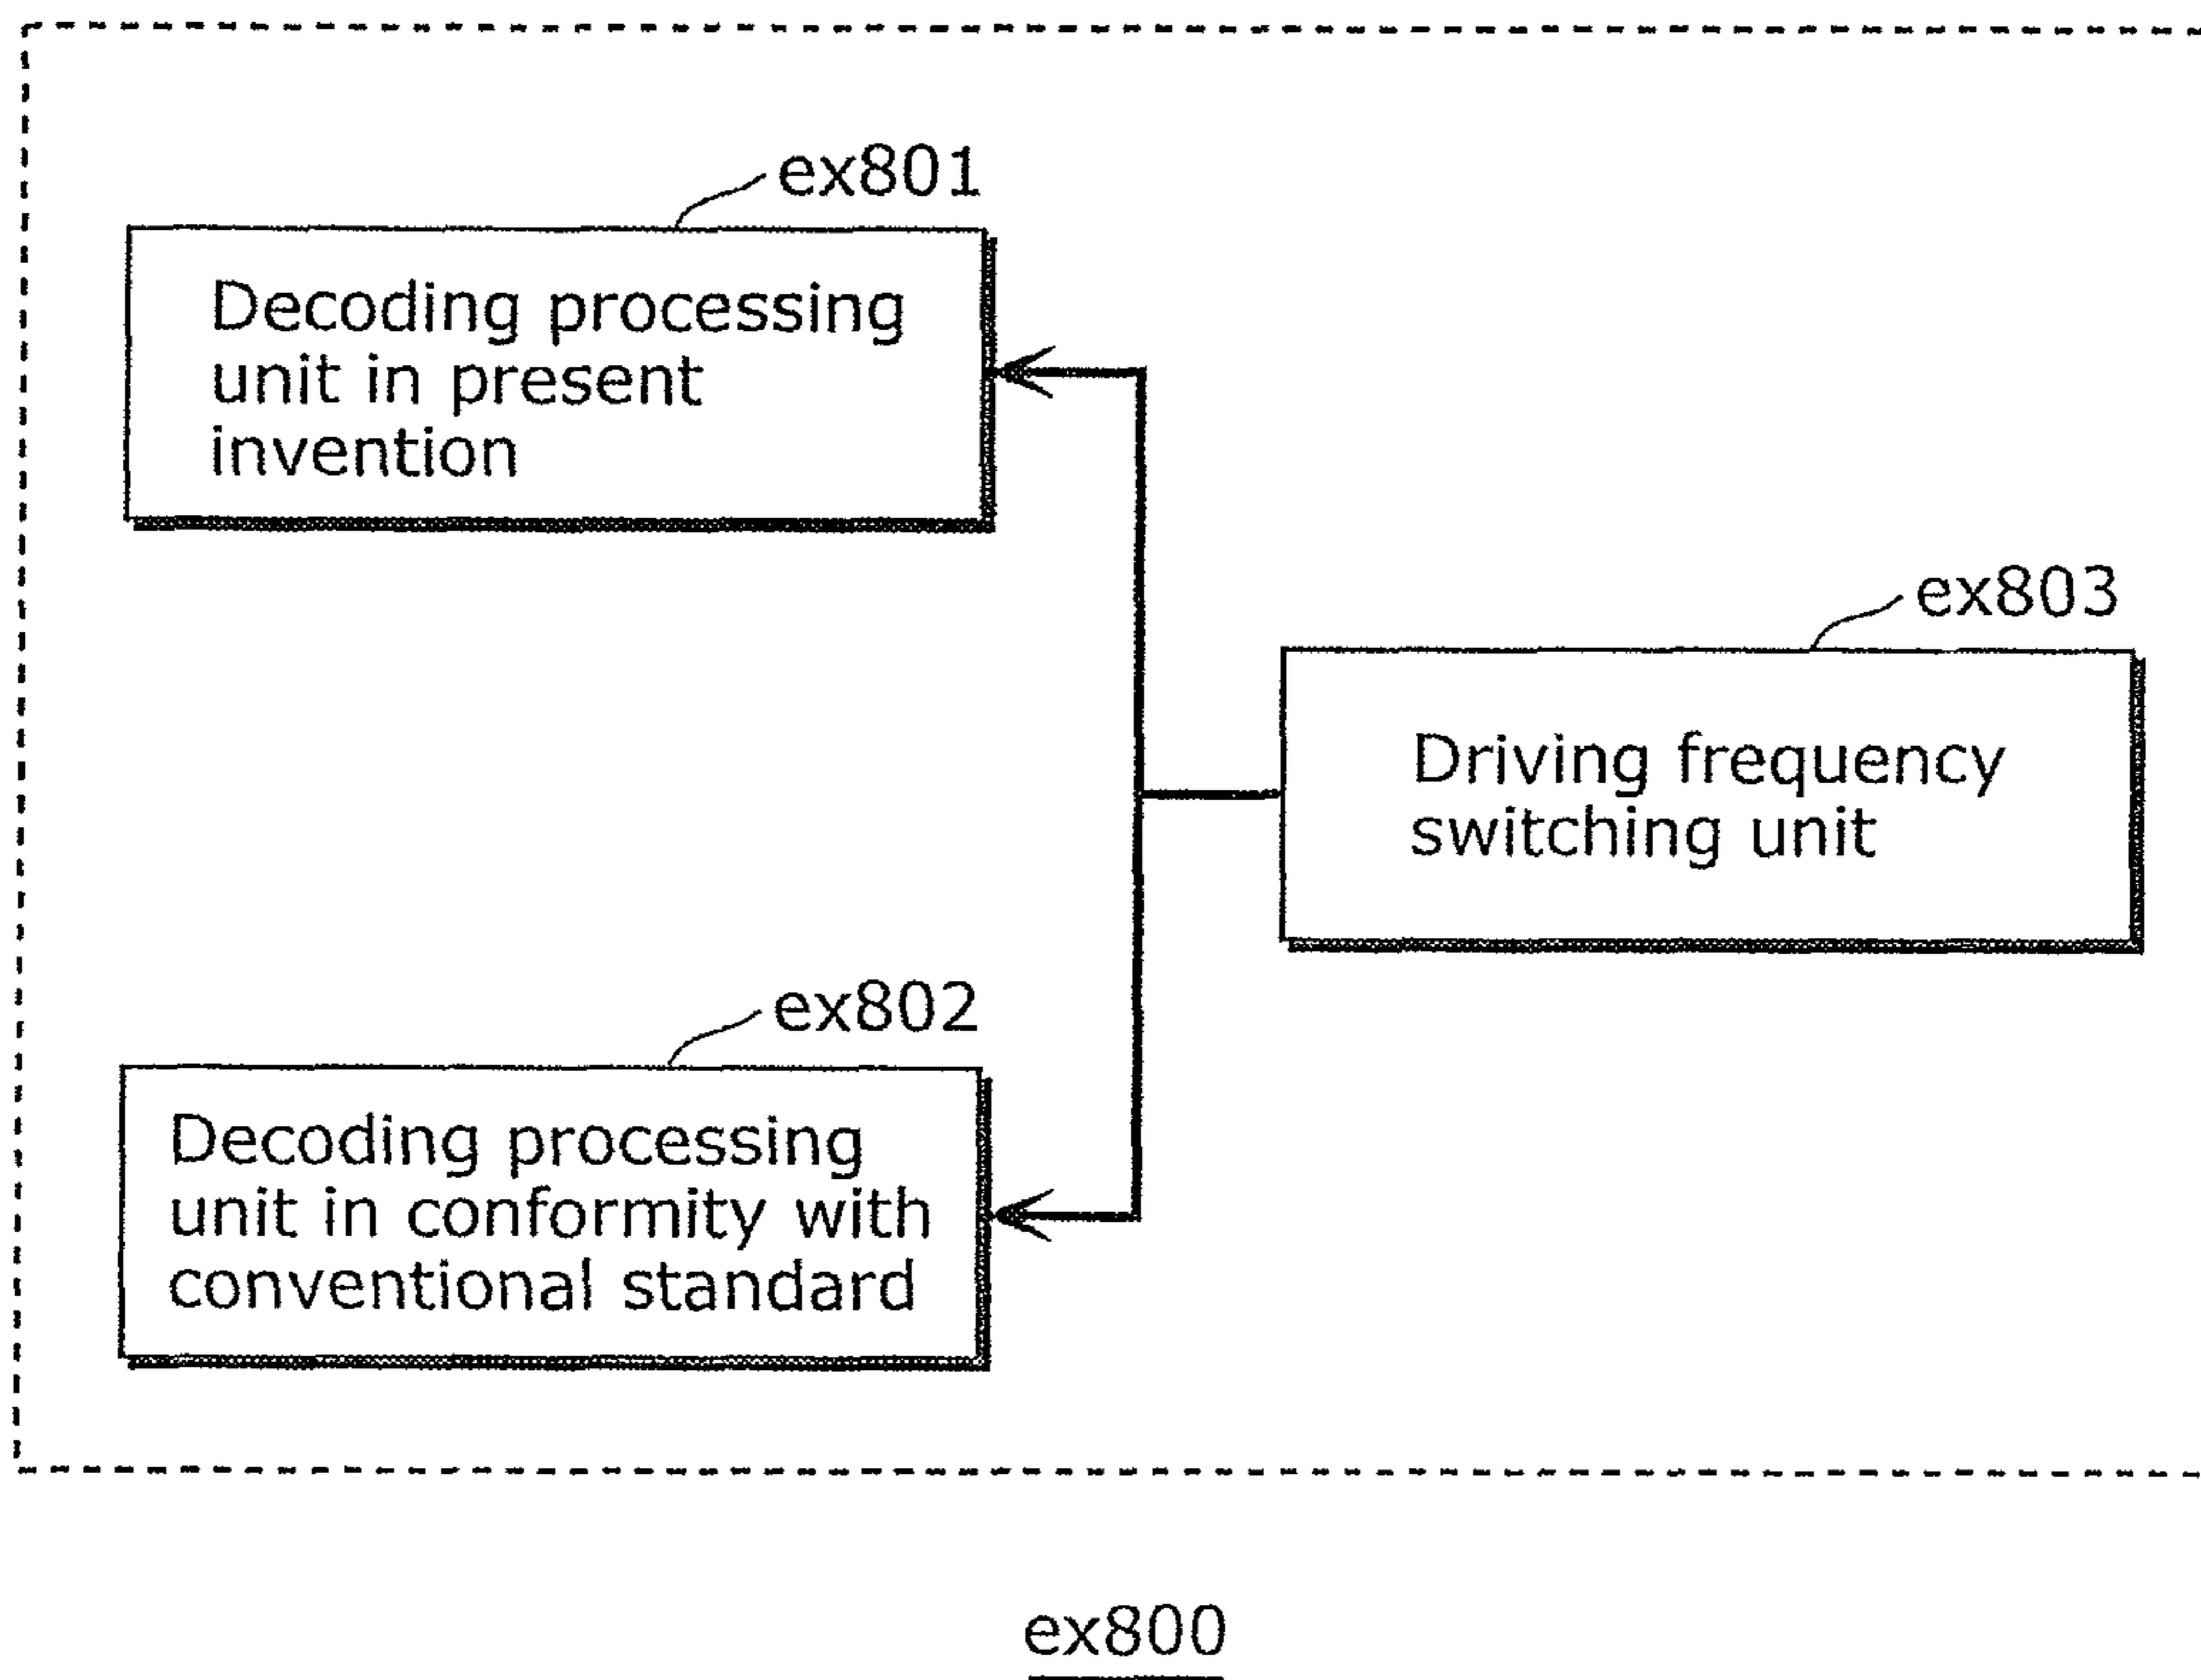 ex801
Decoding processing
unit in present
invention
ex803
Driving frequency
switching unit
ex802
Decoding processing
unit in conformity with
conventional standard
ex800